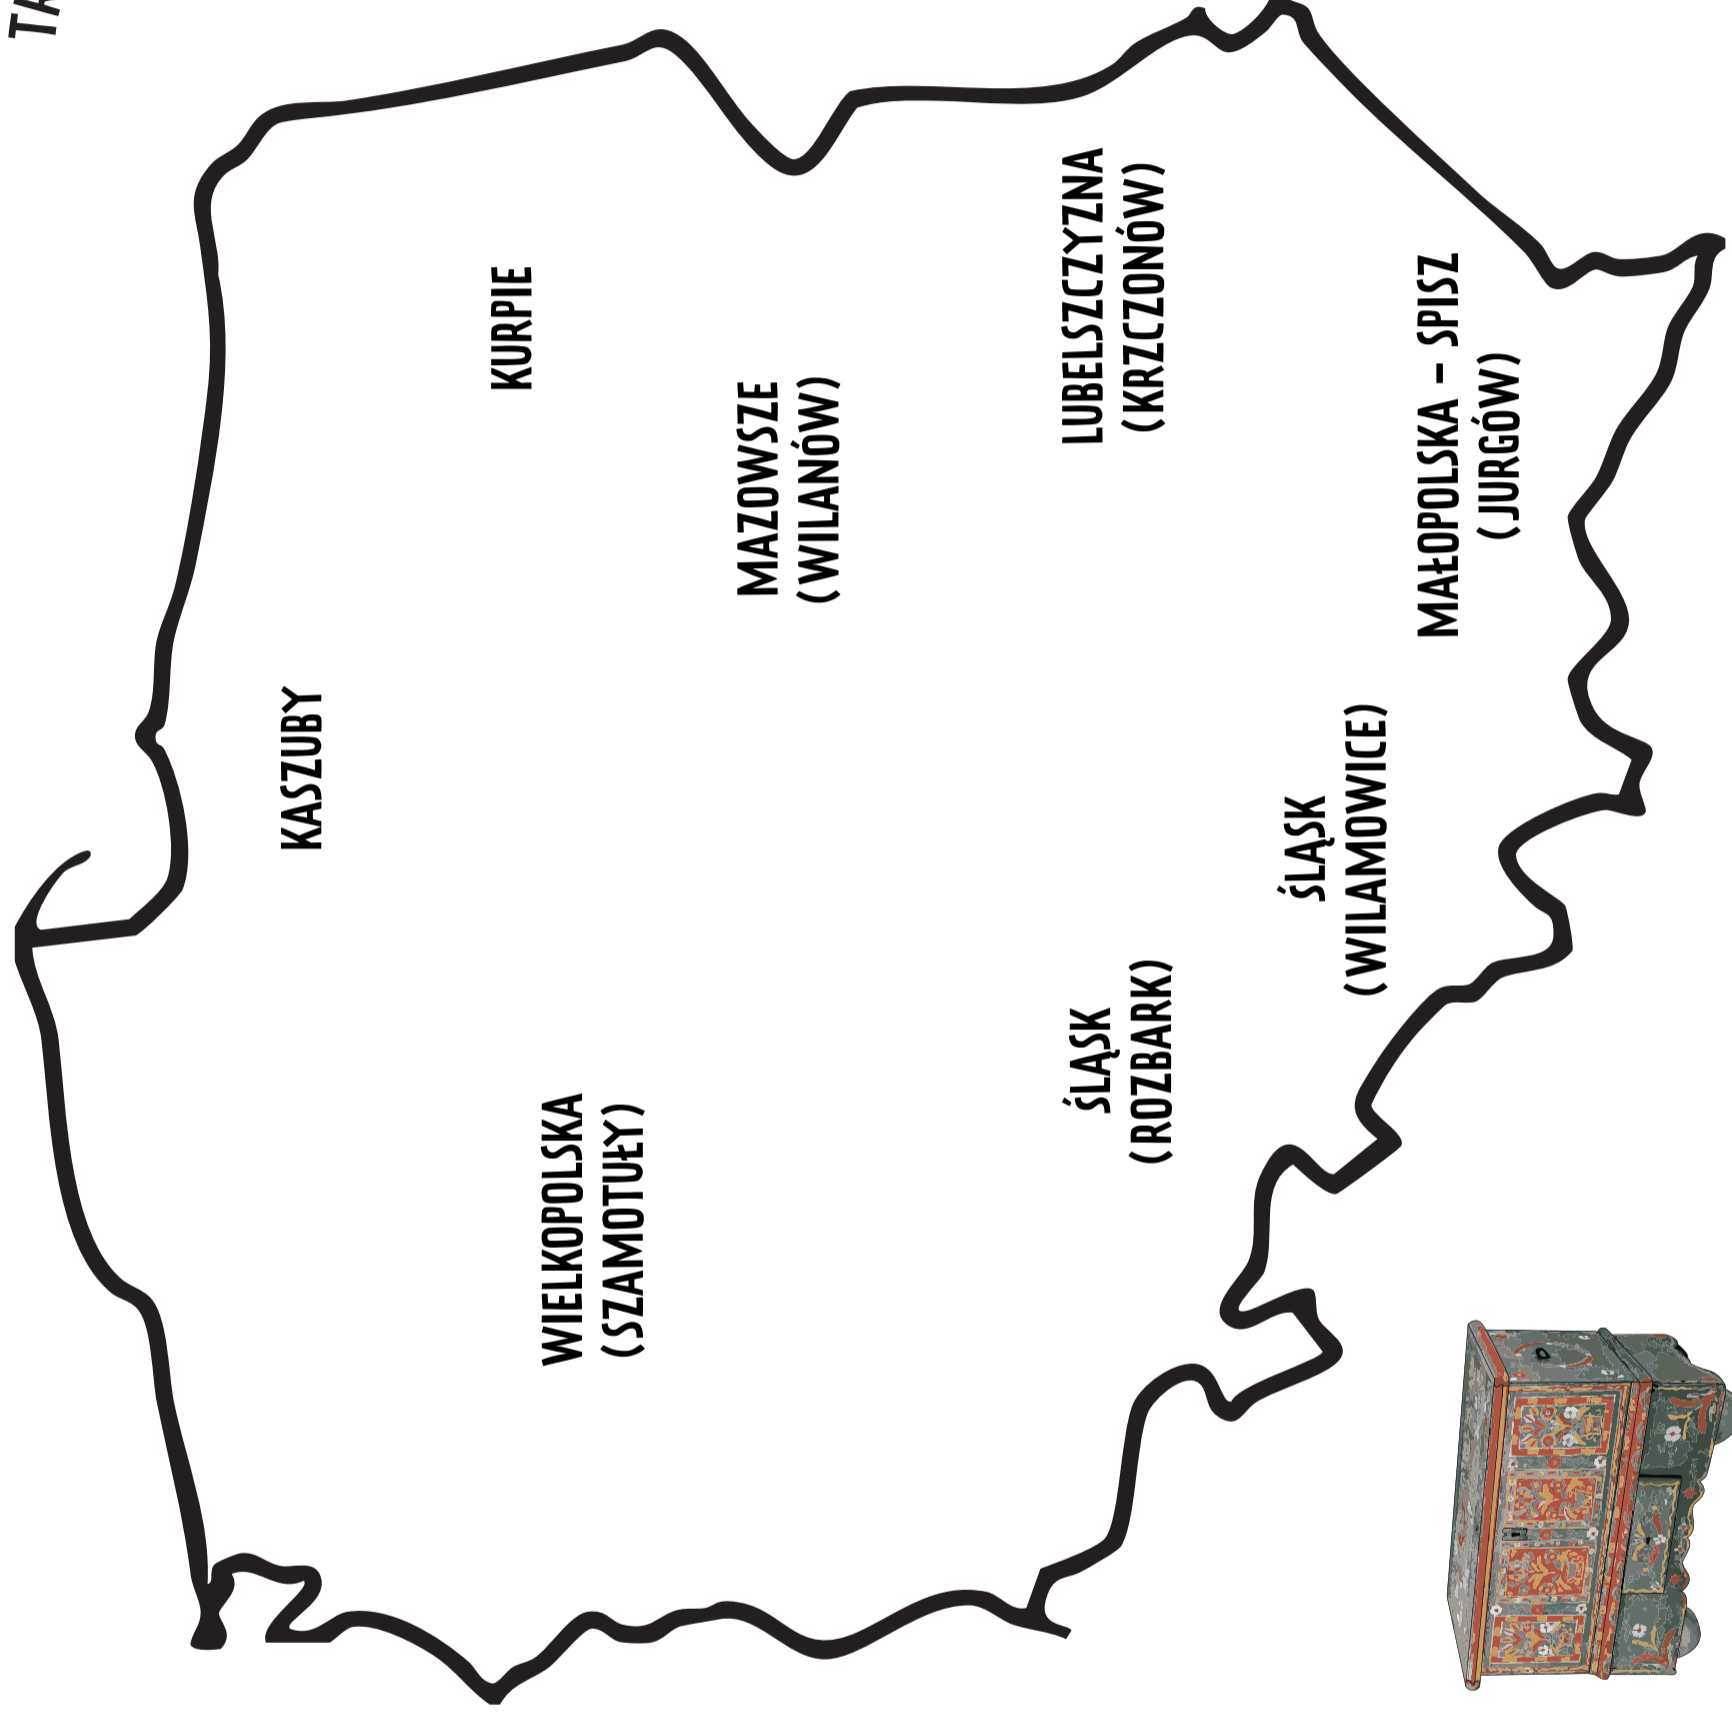 KASZUBY
KURPIE
WIELKOPOLSKA
(SZAMOTUŁY)
MAZOWSZE
(WILANÓW)
LUBELSZCZYZNA
(KRZCZONÓW)
ŚLĄSK
(ROZBARK)
ŚLĄSK
(WILAMOWICE)
MAŁOPOLSKA – SPISZ
(JURGÓW)